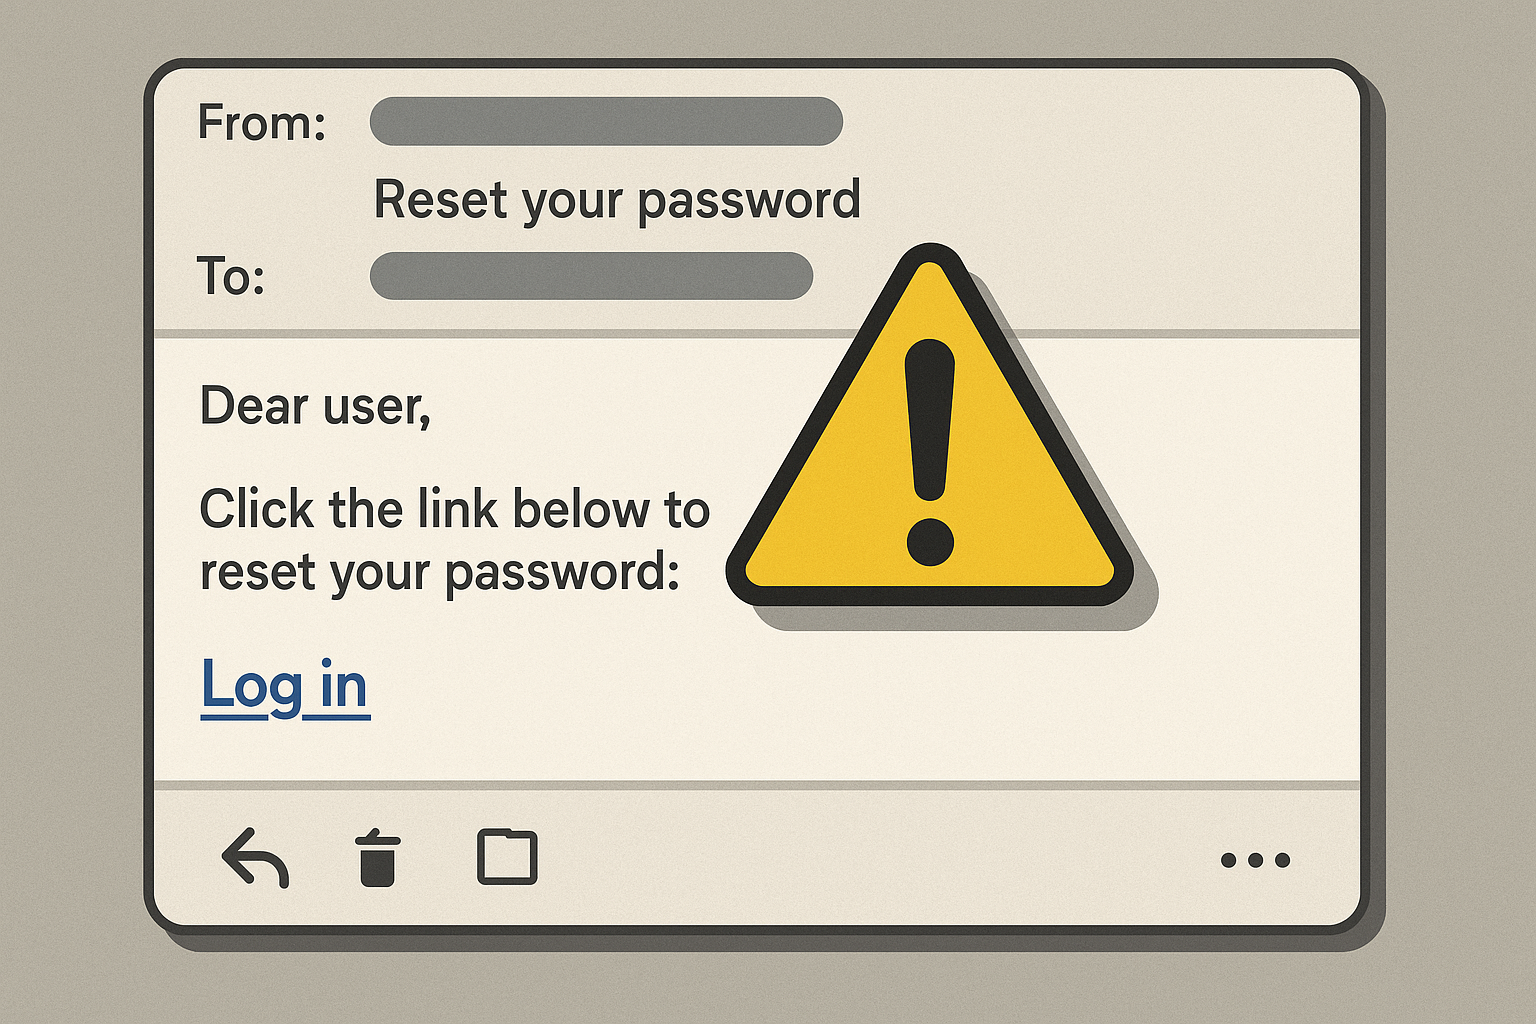 From:
Reset your password
To:
Dear user,
Click the link below to
reset your password:
Log in